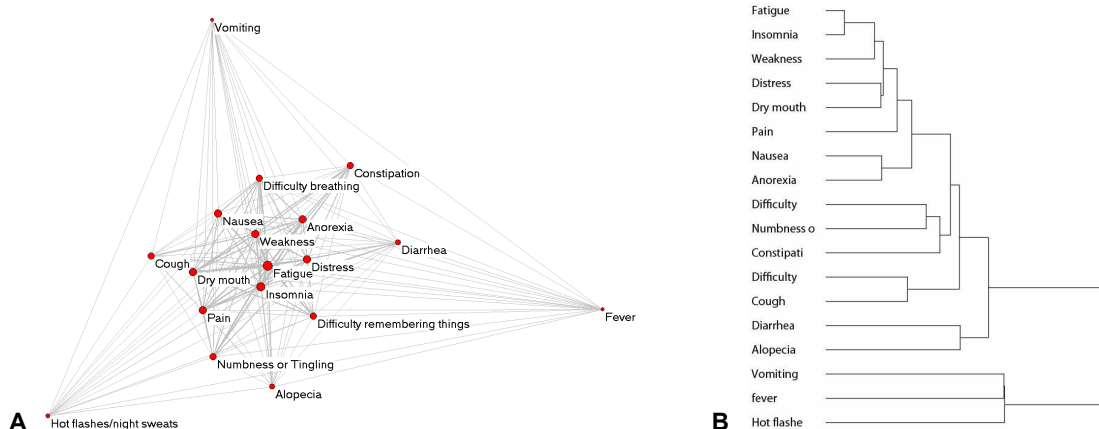 Vomiting
Constipation
Difficulty breathing
Nausea
Anorexia
Weakness
Diarrhea
Cough
Distress
Fatigue
Dry mouth
Insomnia
Pain
Difficulty remembering things
Fever
Numbness or Tingling
Alopecia
Hot flashes/night sweats
A
Fatigue
Insomnia
Weakness
Distress
Dry mouth
Pain
Nausea
Anorexia
Difficulty
Numbness o
Constipati
Difficulty
Cough
Diarrhea
Alopecia
Vomiting
fever
Hot flashe
B